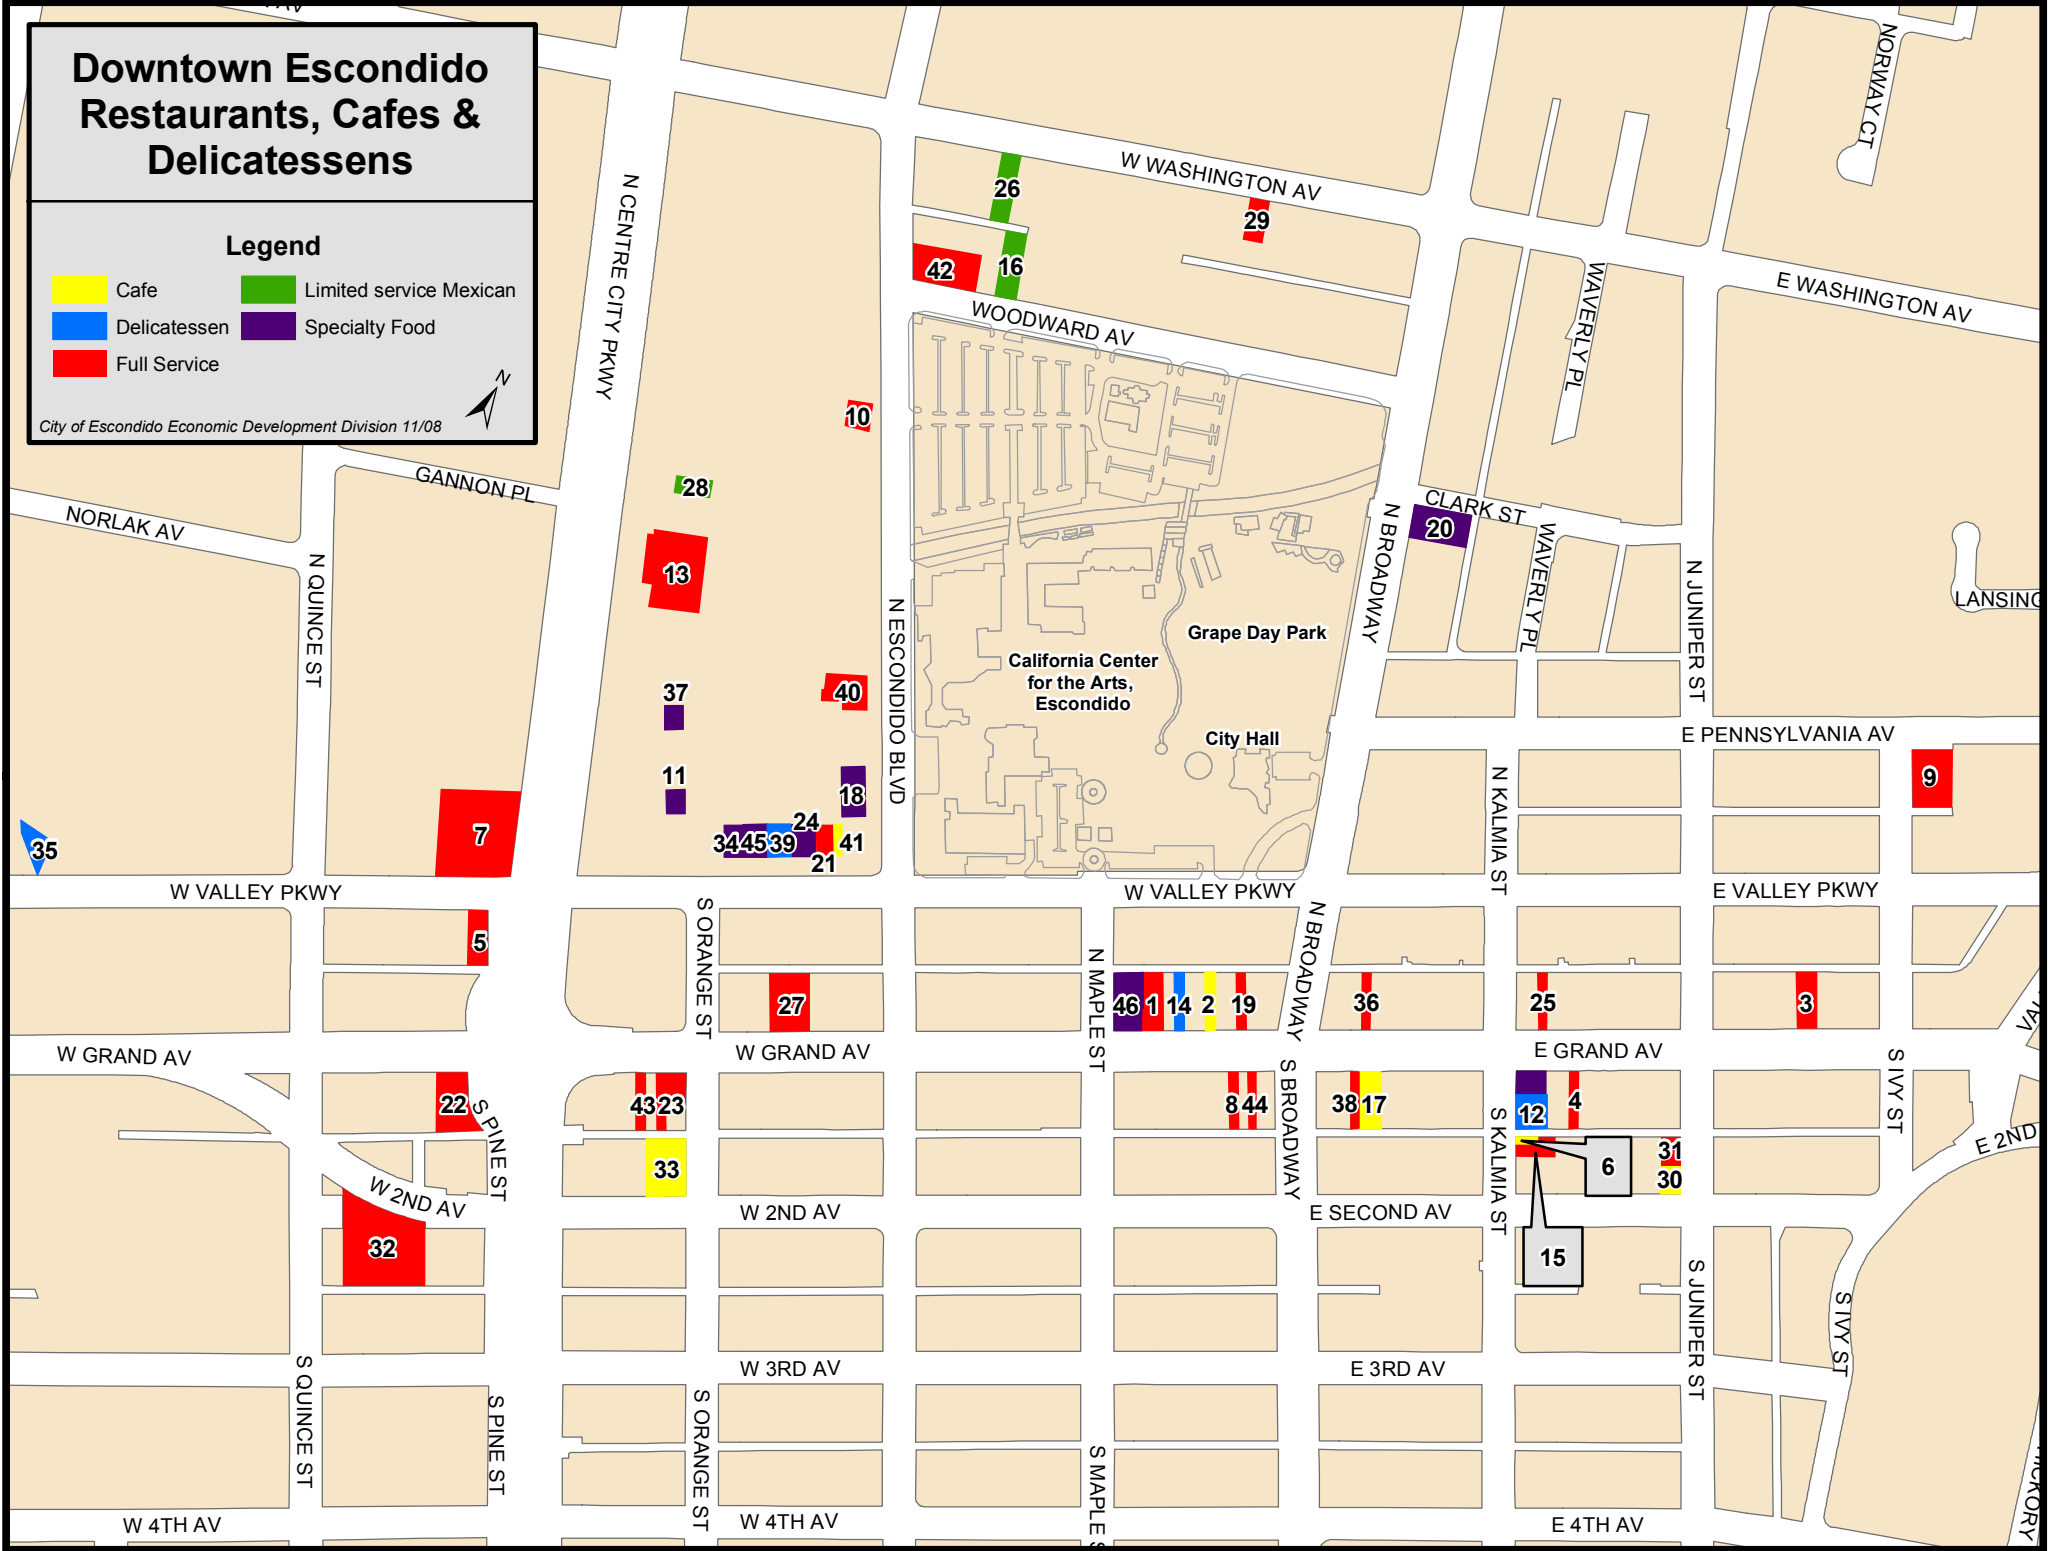 Downtown Escondido
Restaurants, Cafes &
Delicatessens
Legend
Cafe
Limited service Mexican
Delicatessen
Specialty Food
Full Service
N
City of Escondido Economic Development Division 11/08
AV
NORWAY CT
N CENTRE CITY PKWY
W WASHINGTON AV
26
29
42
16
WOODWARD AV
WAVERLY PL
E WASHINGTON AV
10
GANNON PL
28
NORLAK AV
N QUINCE ST
13
N BROADWAY
CLARK ST
20
WAVERLY PL
N JUNIPER ST
LANSING
N ESCONDIDO BLVD
Grape Day Park
California Center
for the Arts,
Escondido
City Hall
37
40
11
18
24
34
45
39
21
41
E PENNSYLVANIA AV
N KALMIA ST
9
7
35
W VALLEY PKWY
W VALLEY PKWY
E VALLEY PKWY
5
S ORANGE ST
N BROADWAY
27
N MAPLE ST
46
1
14
2
19
36
25
3
W GRAND AV
W GRAND AV
E GRAND AV
22
S PINE ST
43
23
8
44
S BROADWAY
38
17
S KALMIA ST
12
4
S IVY ST
E 2ND
33
6
31
30
W 2ND AV
W 2ND AV
E SECOND AV
32
15
S JUNIPER ST
S IVY ST
W 3RD AV
E 3RD AV
S QUINCE ST
S PINE ST
S ORANGE ST
S MAPLE S
W 4TH AV
W 4TH AV
E 4TH AV